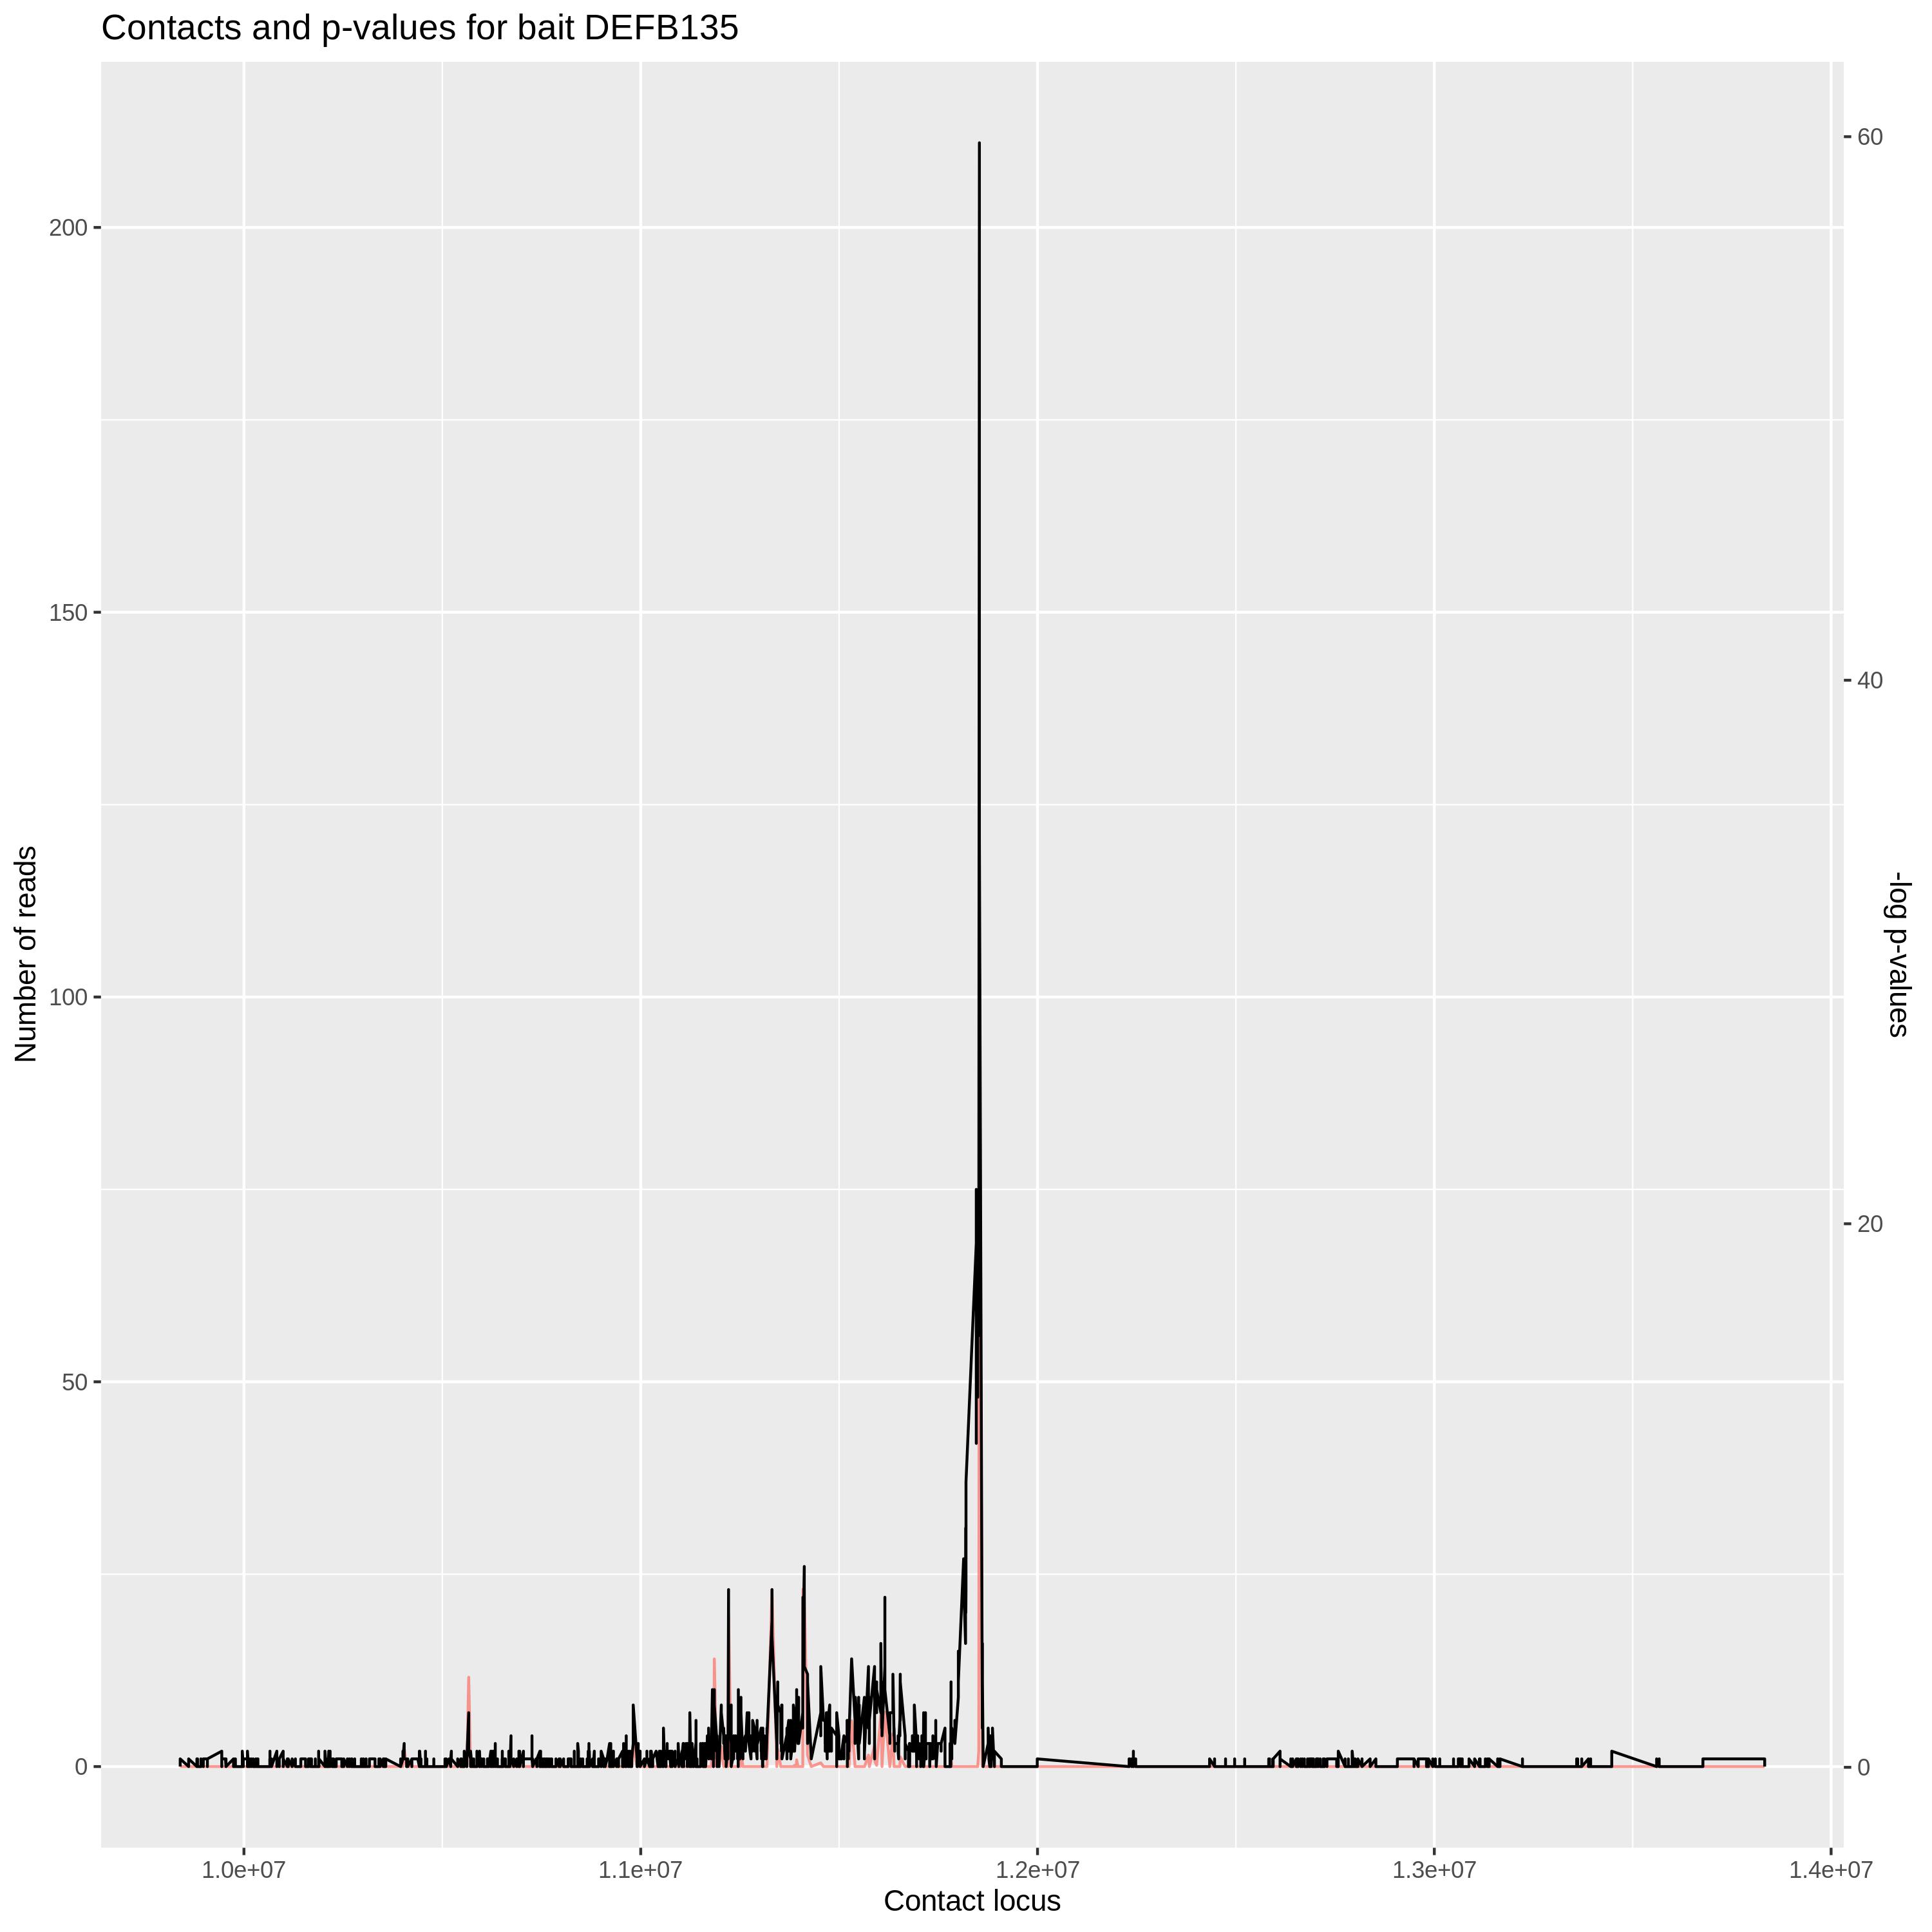 Contacts and p-values for bait DEFB135
Number of reads
200
150
100
50
0
60
40
20
0
-log p-values
1.0e+07
1.1e+07
1.2e+07
1.3e+07
1.4e+07
Contact locus